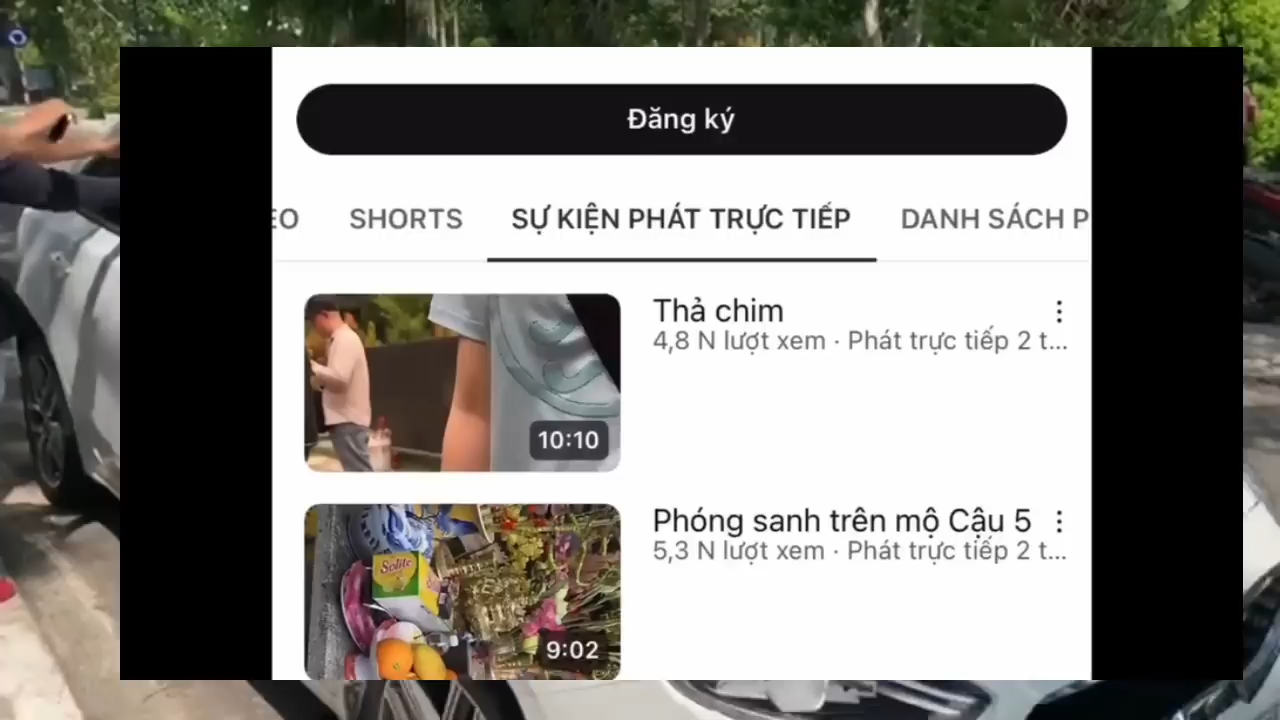 Đăng ký
EO SHORTS SỰ KIỆN PHÁT TRỰC TIẾP DANH SÁCH P
Thả chim
4,8 N lượt xem · Phát trực tiếp 2 t...
10:10
Phóng sanh trên mộ Cậu 5
5,3 N lượt xem · Phát trực tiếp 2 t...
Solite
9:02